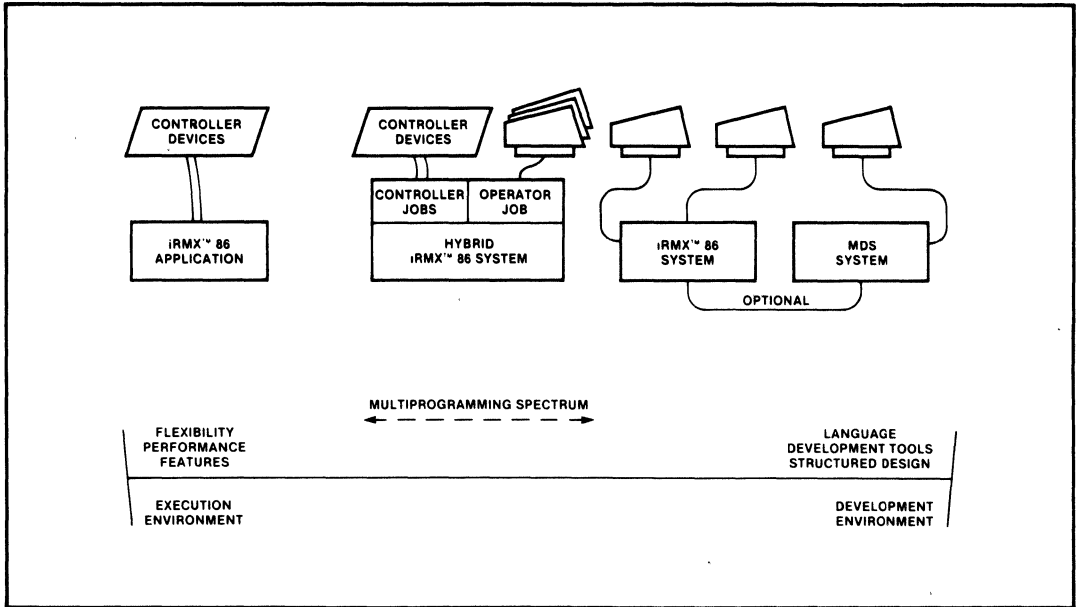 CONTROLLER
DEVICES
CONTROLLER
DEVICES
CONTROLLER
JOBS
OPERATOR
JOB
iRMX™ 86
APPLICATION
HYBRID
iRMX™ 86 SYSTEM
iRMX™ 86
SYSTEM
MDS
SYSTEM
OPTIONAL
MULTIPROGRAMMING SPECTRUM
FLEXIBILITY
PERFORMANCE
FEATURES
LANGUAGE
DEVELOPMENT TOOLS
STRUCTURED DESIGN
EXECUTION
ENVIRONMENT
DEVELOPMENT
ENVIRONMENT